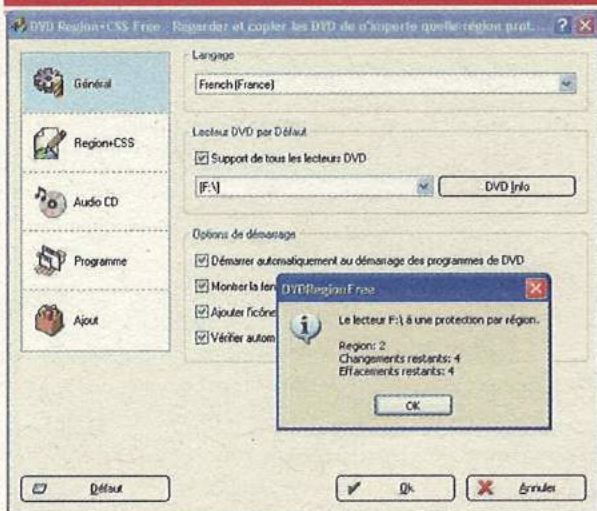 DVD Region+CSS Free - Regarder et copier les DVD de n'importe quelle région prot...
Général
Region+CSS
Audio CD
Programme
Ajout
Langage
French (France)
Lecteur DVD par Défaut
Support de tous les lecteurs DVD
[F:\]
DVD Info
Options de démarrage
Démarrer automatiquement au démarrage des programmes de DVD
Montrer la fen
Ajouter l'icône
Vérifier autom
DVDRegionFree
Le lecteur F:\ à une protection par région.
Region: 2
Changements restants: 4
Effacements restants: 4
OK
Défaut
Ok
Annuler